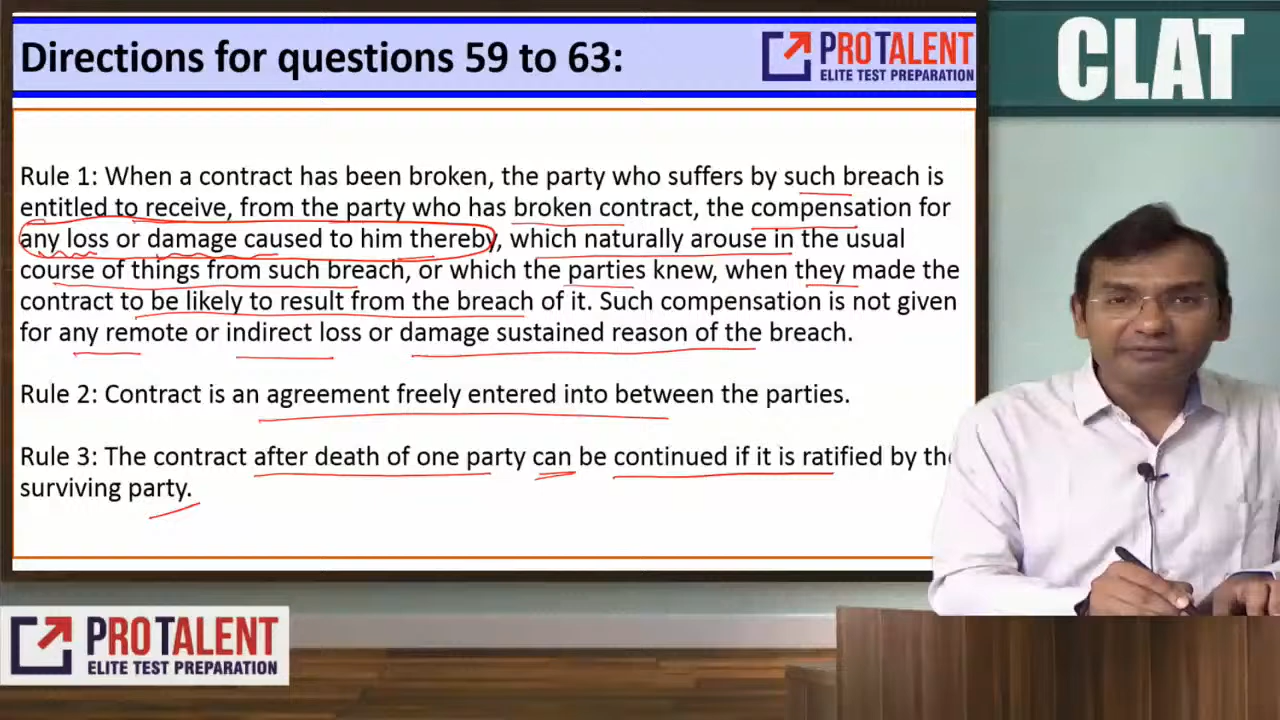 Directions for questions 59 to 63:
PROTALENT
ELITE TEST PREPARATION
CLAT
Rule 1: When a contract has been broken, the party who suffers by such breach is
entitled to receive, from the party who has broken contract, the compensation for
any loss or damage caused to him thereby, which naturally arouse in the usual
course of things from such breach, or which the parties knew, when they made the
contract to be likely to result from the breach of it. Such compensation is not given
for any remote or indirect loss or damage sustained reason of the breach.
Rule 2: Contract is an agreement freely entered into between the parties.
Rule 3: The contract after death of one party can be continued if it is ratified by the
surviving party.
PROTALENT
ELITE TEST PREPARATION